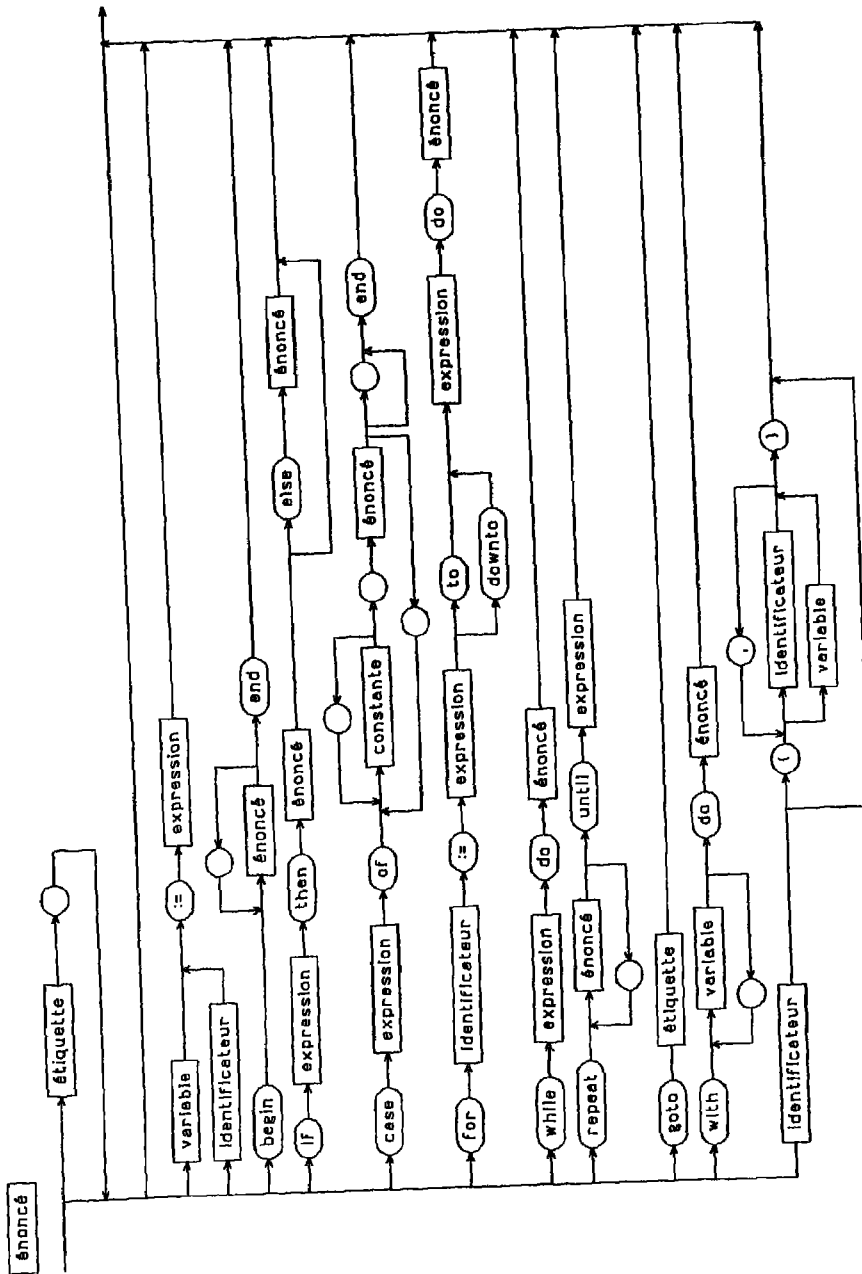 énoncé
étiquette
variable := expression
identificateur
begin énoncé end
if expression then énoncé else énoncé
case expression of constante énoncé end
for identificateur := expression to expression do énoncé
downto
while expression do énoncé
repeat énoncé until expression
goto étiquette
with variable do énoncé
,
identificateur ( identificateur )
variable